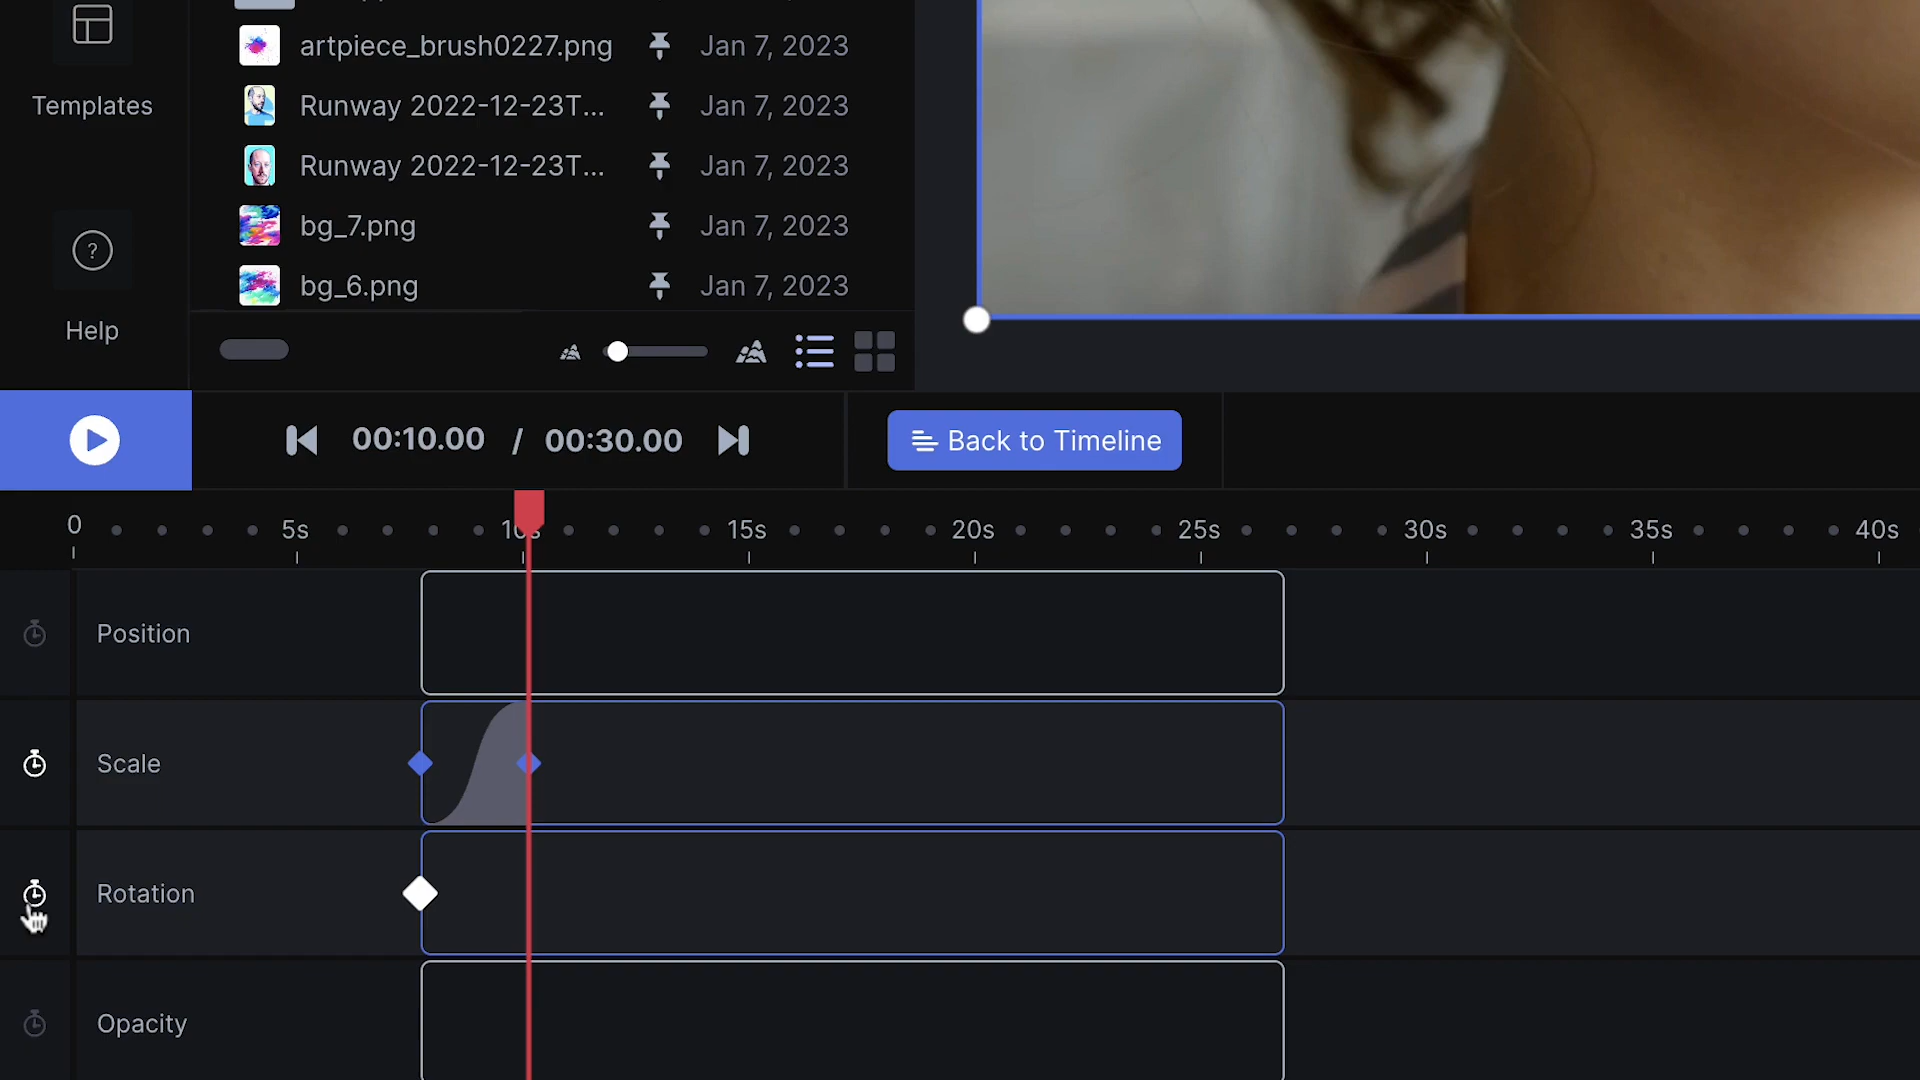 artpiece_brush0227.png Jan 7, 2023
Templates
Runway 2022-12-23T... Jan 7, 2023
Runway 2022-12-23T... Jan 7, 2023
bg_7.png Jan 7, 2023
?
bg_6.png Jan 7, 2023
Help
00:10.00 / 00:30.00
Back to Timeline
0 5s 10s 15s 20s 25s 30s 35s 40s
Position
Scale
Rotation
Opacity